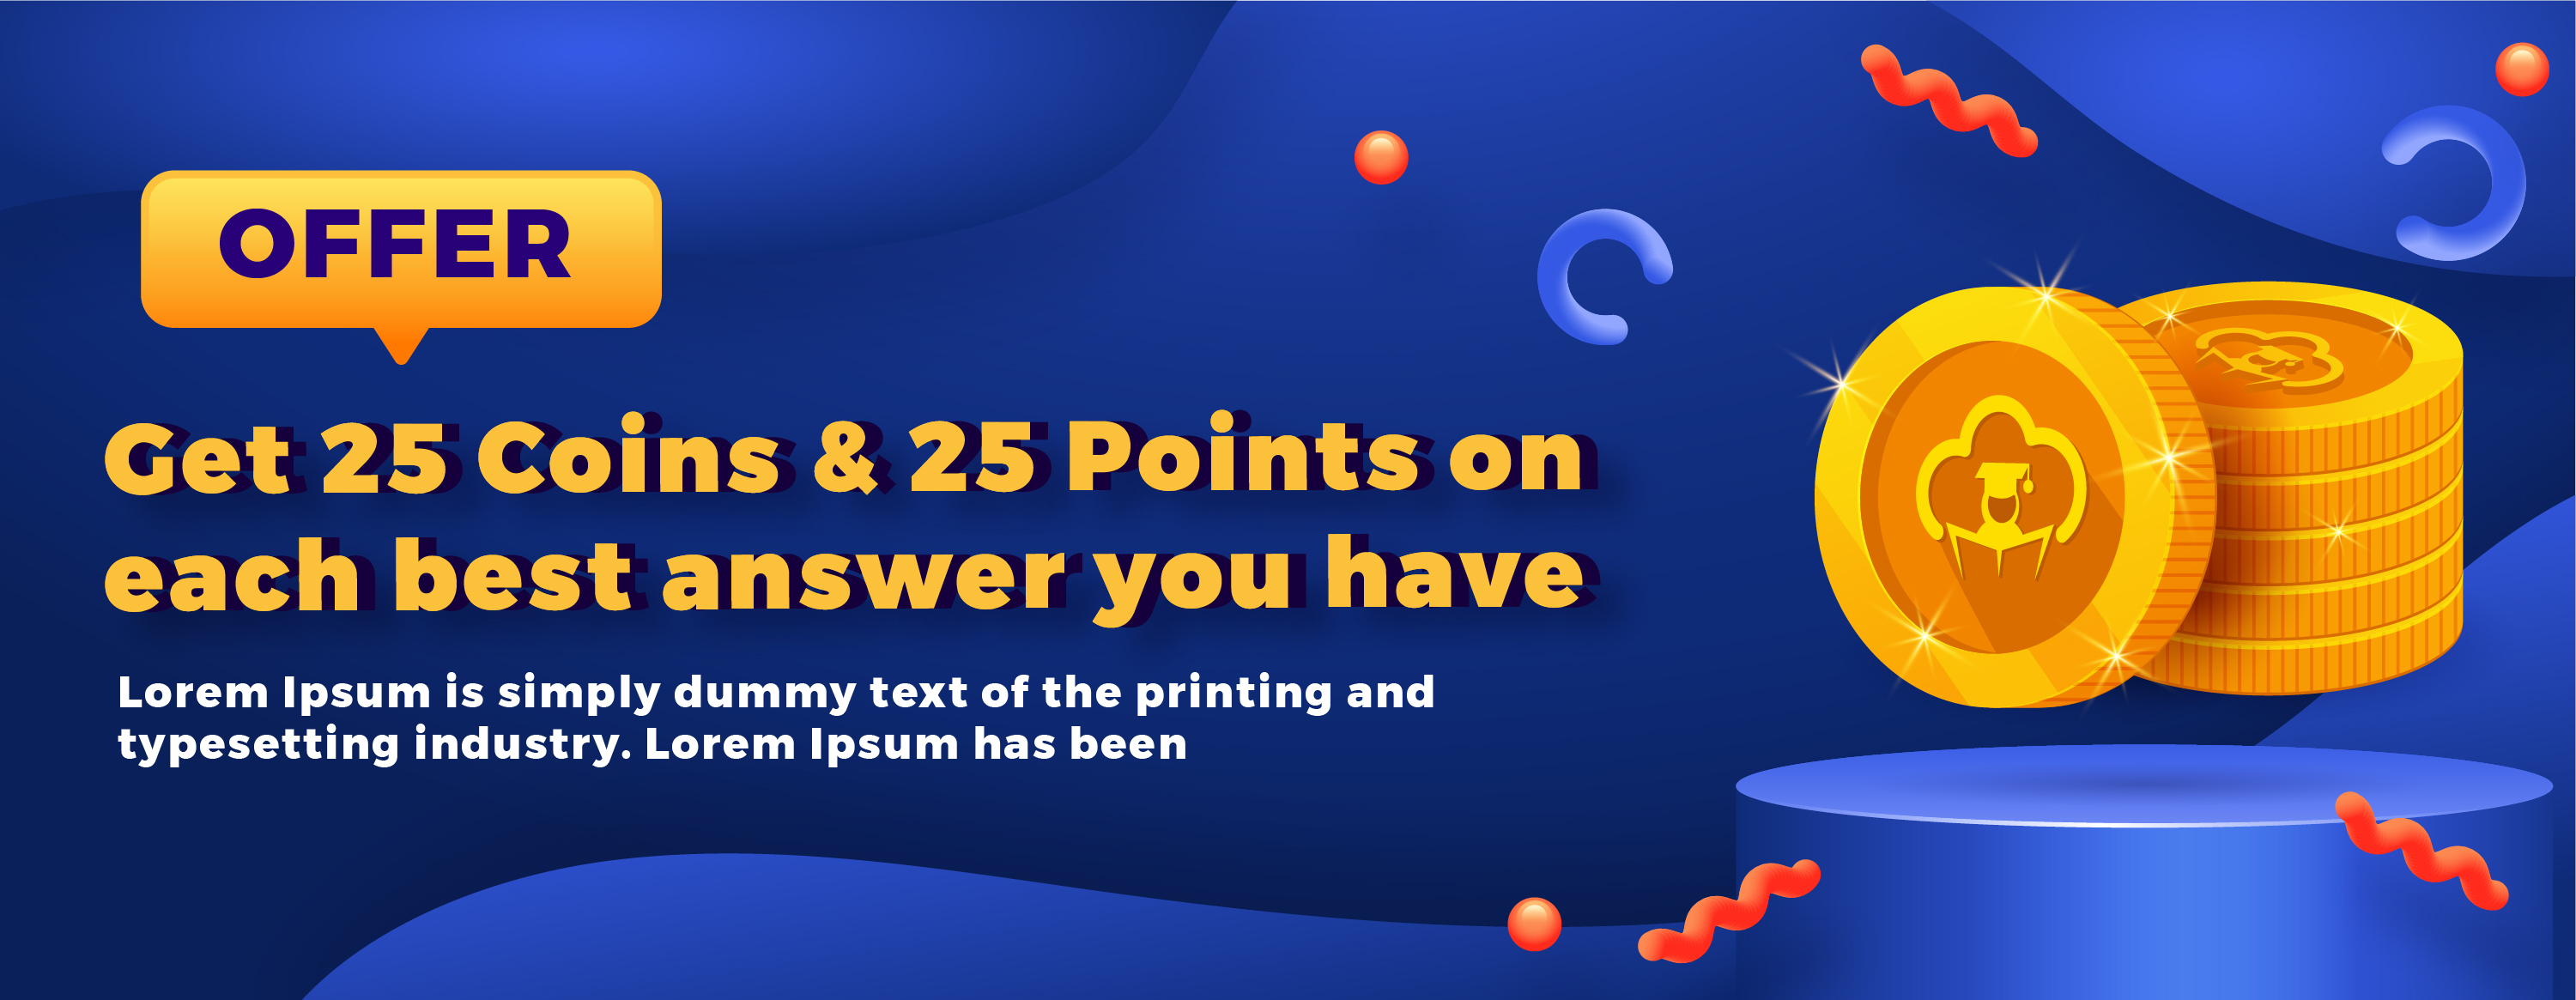 OFFER
Get 25 Coins & 25 Points on
each best answer you have
Lorem Ipsum is simply dummy text of the printing and
typesetting industry. Lorem Ipsum has been